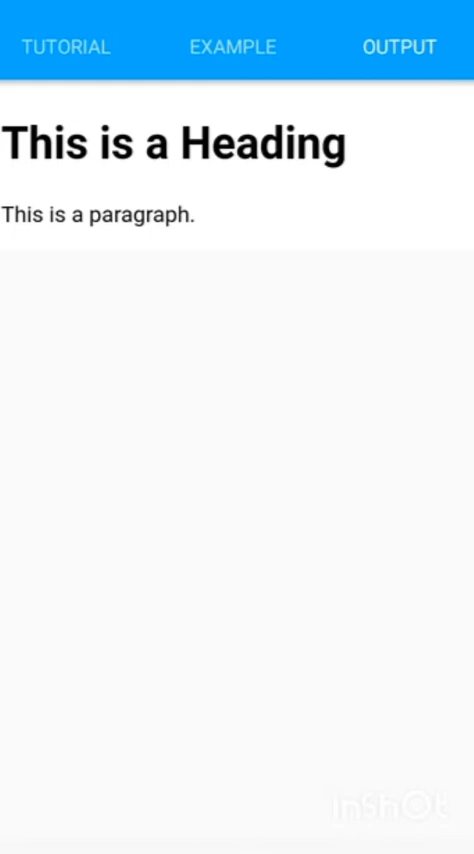 TUTORIAL EXAMPLE OUTPUT
This is a Heading
This is a paragraph.
InShOt